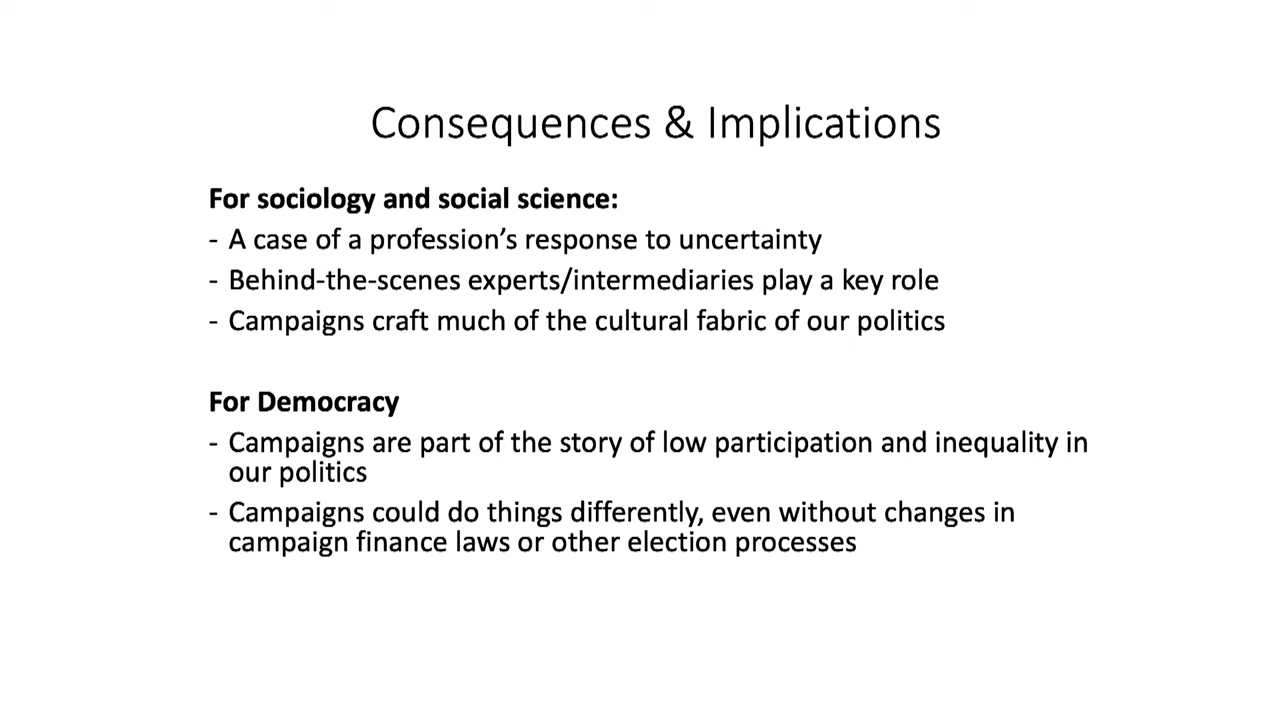 Consequences & Implications
For sociology and social science:
- A case of a profession’s response to uncertainty
- Behind-the-scenes experts/intermediaries play a key role
- Campaigns craft much of the cultural fabric of our politics
For Democracy
- Campaigns are part of the story of low participation and inequality in
our politics
- Campaigns could do things differently, even without changes in
campaign finance laws or other election processes